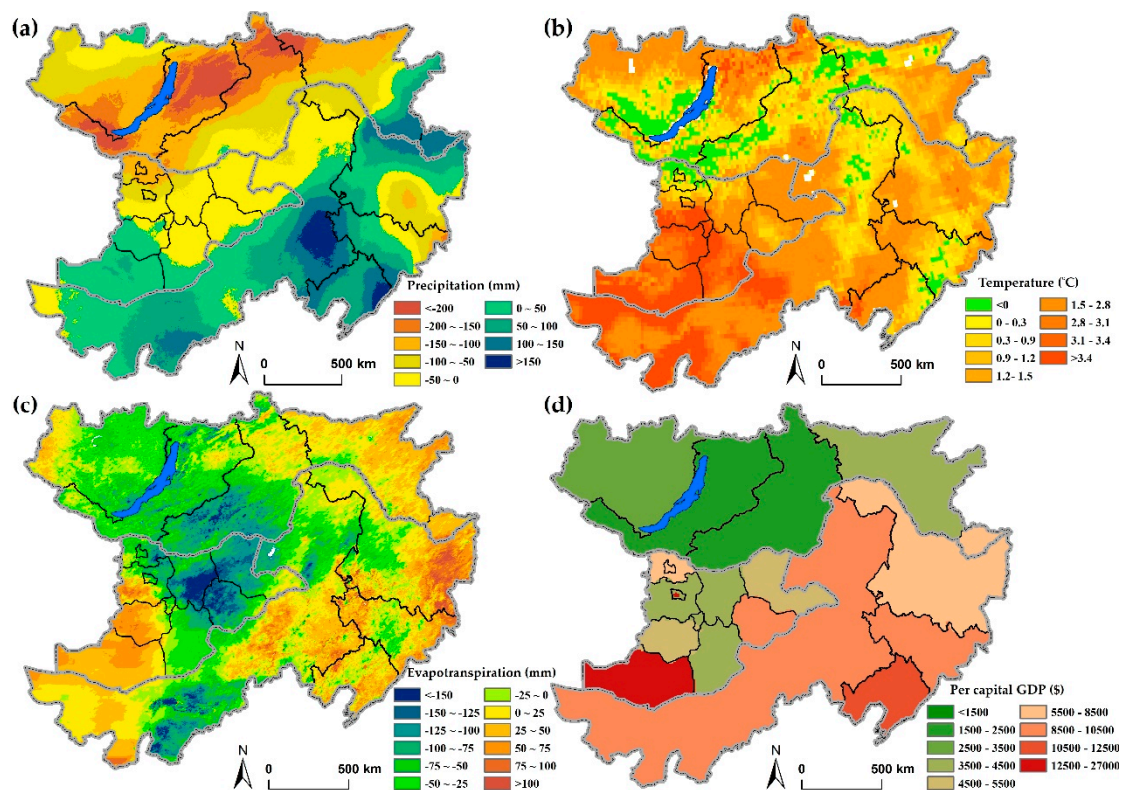 (a)
Precipitation (mm)
<-200
-200 ~ -150
-150 ~ -100
-100 ~ -50
-50 ~ 0
0 ~ 50
50 ~ 100
100 ~ 150
>150
N
0
500 km
(b)
Temperature (°C)
<0
0 - 0.3
0.3 - 0.9
0.9 - 1.2
1.2 - 1.5
1.5 - 2.8
2.8 - 3.1
3.1 - 3.4
>3.4
N
0
500 km
(c)
Evapotranspiration (mm)
<-150
-150 ~ -125
-125 ~ -100
-100 ~ -75
-75 ~ -50
-50 ~ -25
-25 ~ 0
0 ~ 25
25 ~ 50
50 ~ 75
75 ~ 100
>100
N
0
500 km
(d)
Per capital GDP ($)
<1500
1500 - 2500
2500 - 3500
3500 - 4500
4500 - 5500
5500 - 8500
8500 - 10500
10500 - 12500
12500 - 27000
N
0
500 km